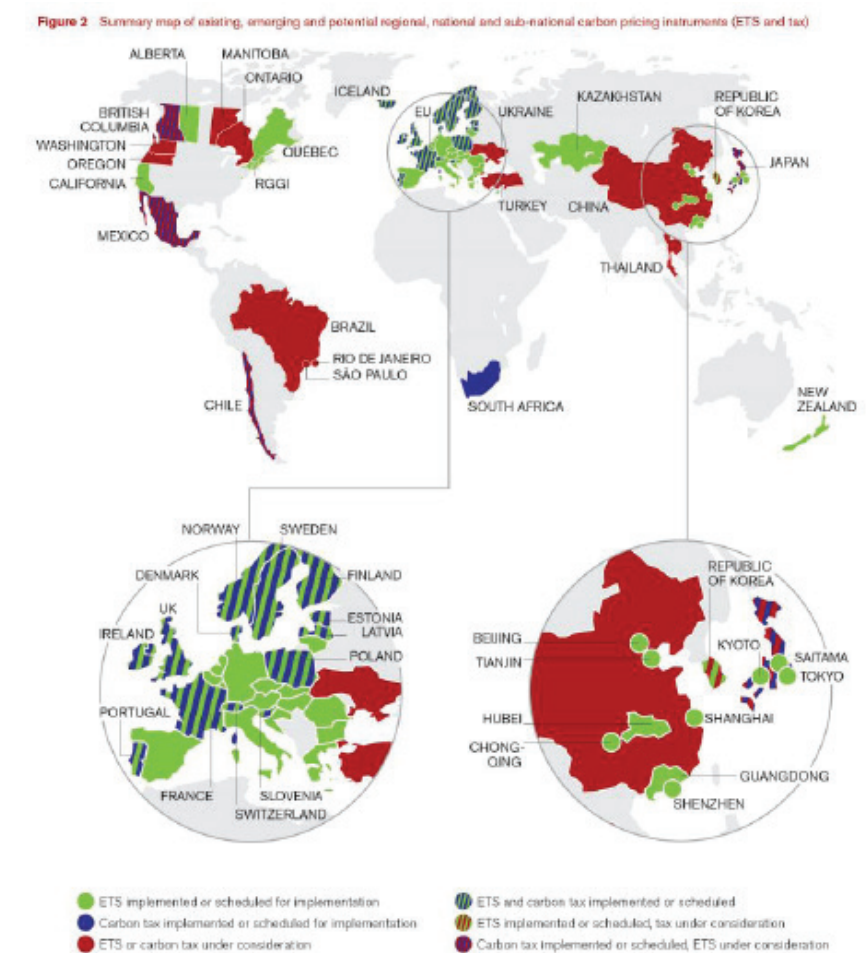 Figure 2 Summary map of existing, emerging and potential regional, national and sub-national carbon pricing instruments (ETS and tax)
ALBERTA
MANITOBA
ONTARIO
BRITISH
COLUMBIA
WASHINGTON
OREGON
CALIFORNIA
QUÉBEC
RGGI
MEXICO
ICELAND
EU
UKRAINE
KAZAKHSTAN
REPUBLIC
OF KOREA
JAPAN
TURKEY
CHINA
THAILAND
BRAZIL
RIO DE JANEIRO
SÃO PAULO
CHILE
SOUTH AFRICA
NEW
ZEALAND
NORWAY
SWEDEN
DENMARK
FINLAND
UK
ESTONIA
IRELAND
LATVIA
POLAND
PORTUGAL
FRANCE
SLOVENIA
SWITZERLAND
REPUBLIC
OF KOREA
BEIJING
KYOTO
TIANJIN
SAITAMA
TOKYO
HUBEI
SHANGHAI
CHONG-
QING
GUANGDONG
SHENZHEN
ETS implemented or scheduled for implementation
Carbon tax implemented or scheduled for implementation
ETS or carbon tax under consideration
ETS and carbon tax implemented or scheduled
ETS implemented or scheduled, tax under consideration
Carbon tax implemented or scheduled, ETS under consideration